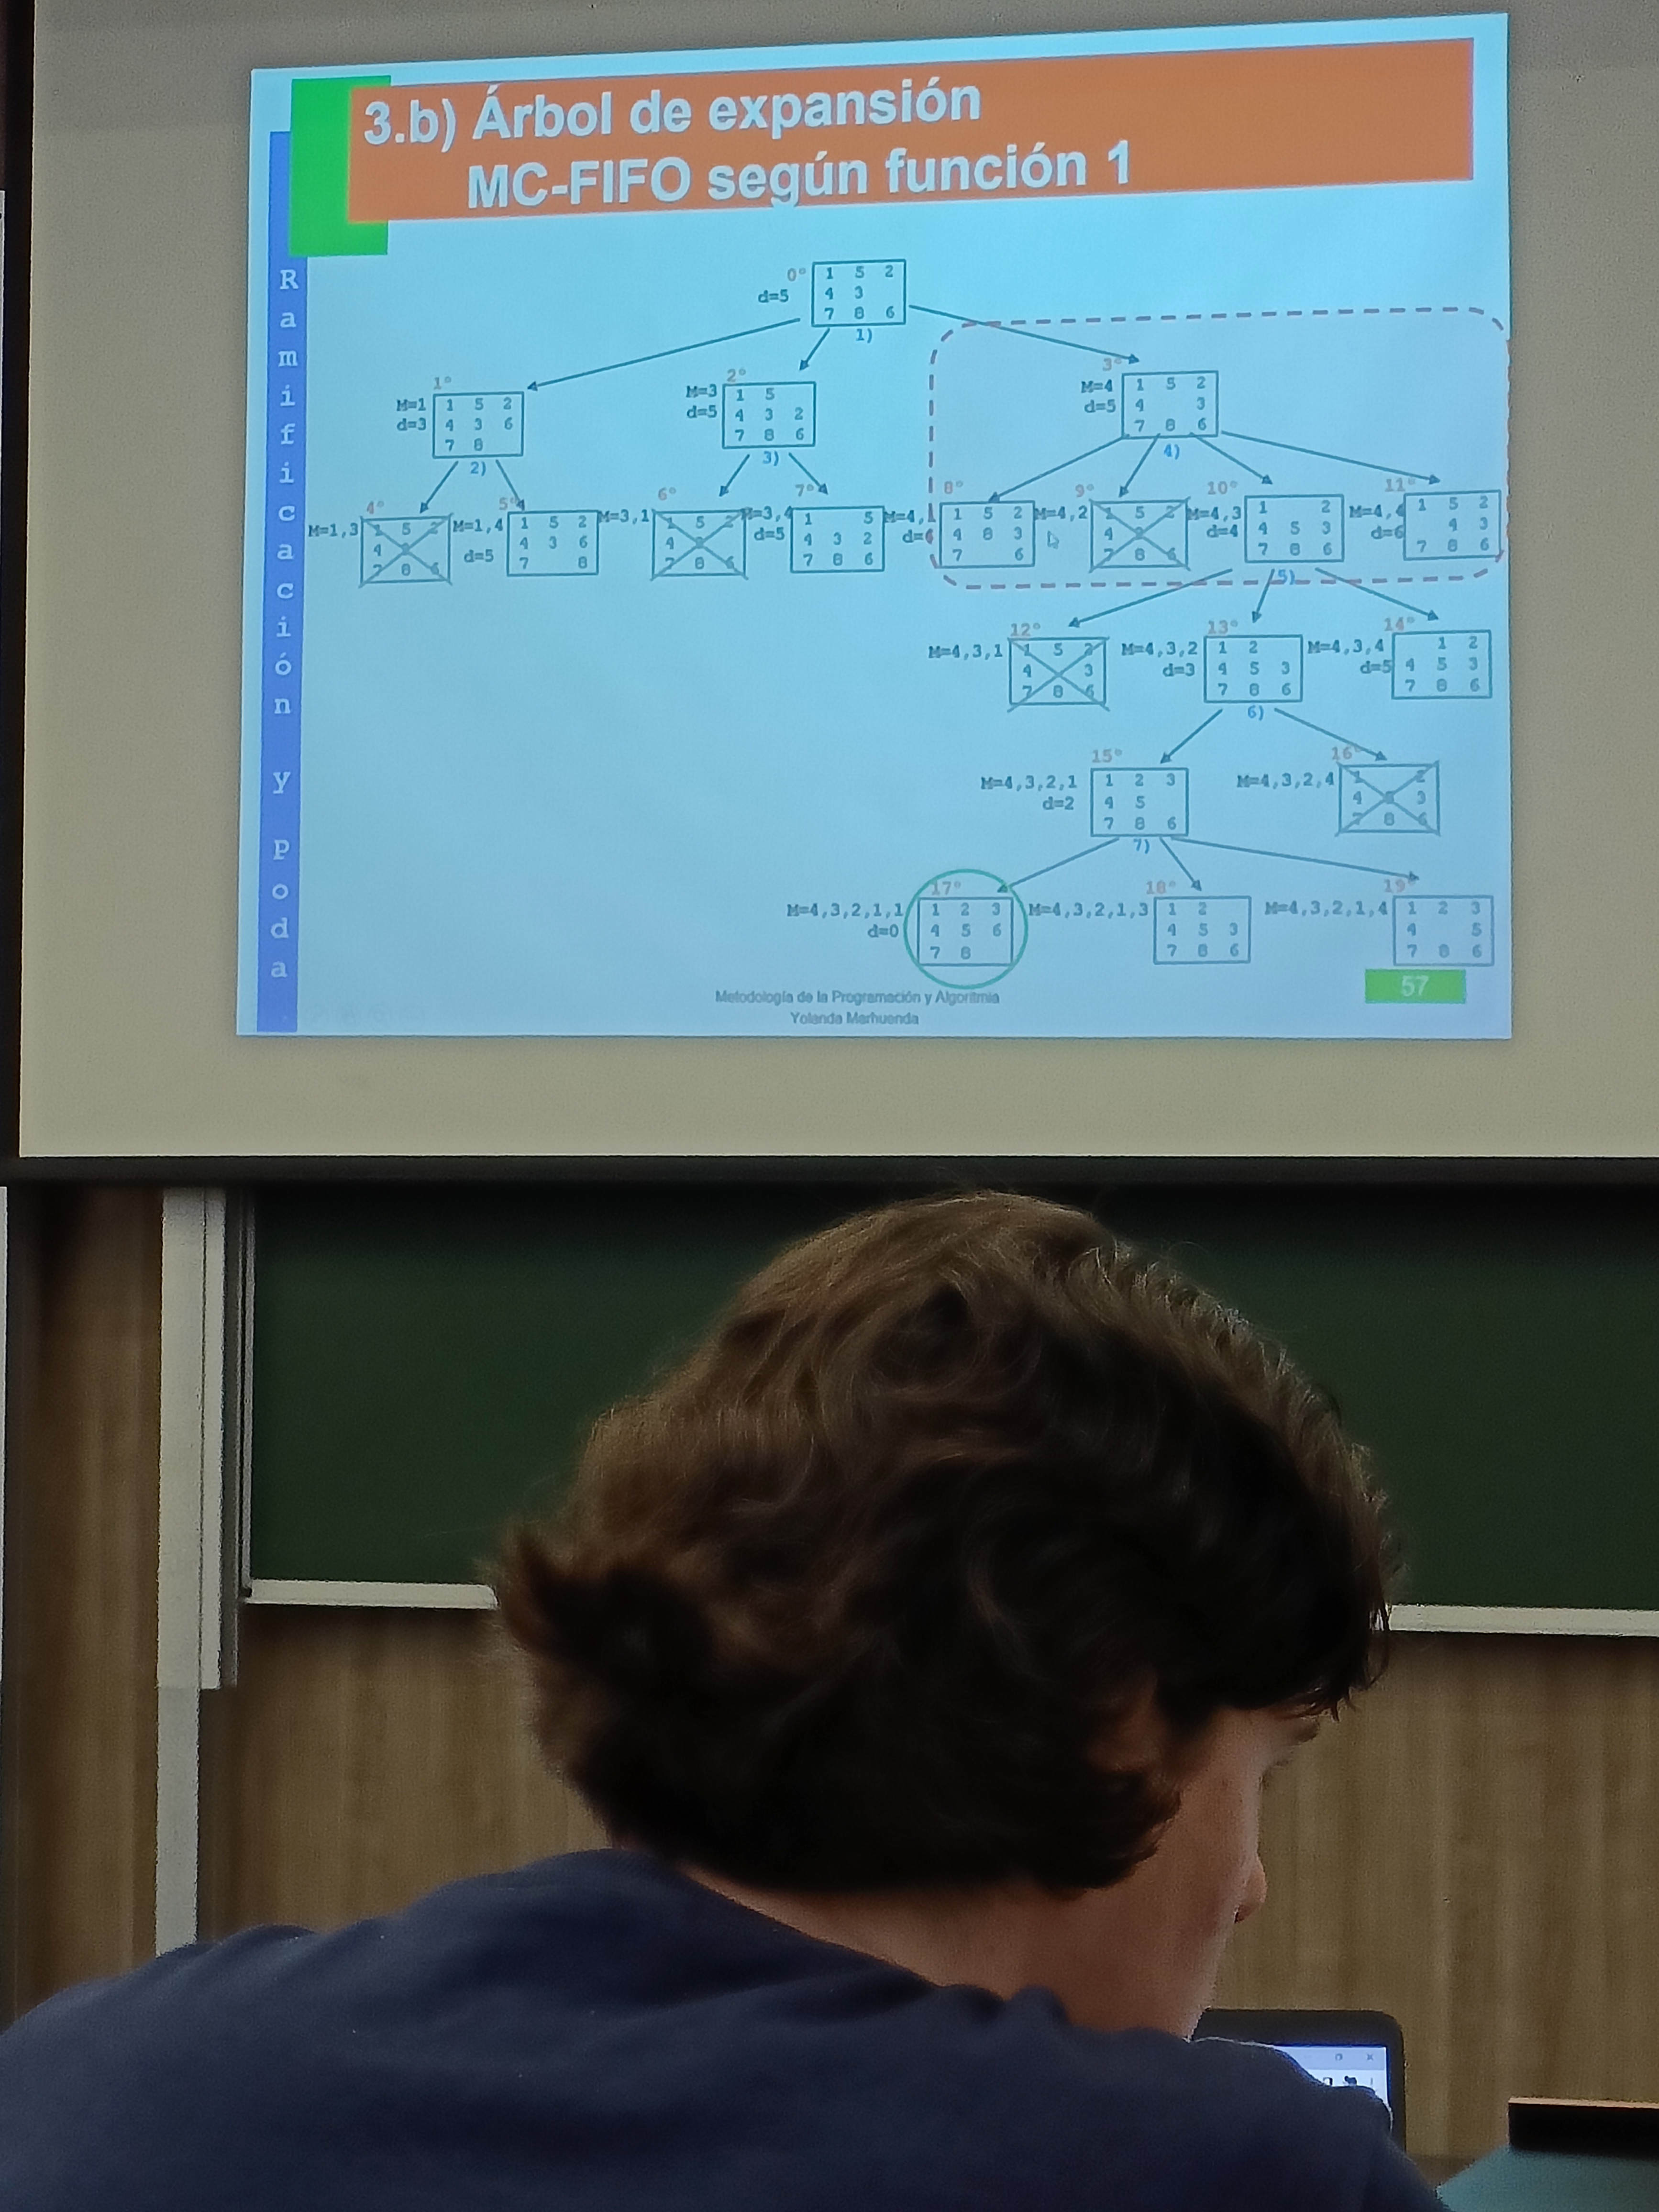 3.b) Árbol de expansión
MC-FIFO según función 1
Ramificación y poda
0°
d=5
1 5 2
4 3
7 8 6
1)
1°
M=1
d=3
1 5 2
4 3 6
7 8
2)
2°
M=3
d=5
1 5
4 3 2
7 8 6
3)
3°
M=4
d=5
1 5 2
4 3
7 8 6
4)
4°
M=1,3
1 5 2
4
7 8 6
5°
M=1,4
d=5
1 5 2
4 3 6
7 8
6°
M=3,1
1 5 2
4
7 8 6
7°
M=3,4
d=5
1 5
4 3 2
7 8 6
8°
M=4,1
1 5 2
4 8 3
7 6
9°
M=4,2
1 5 2
4
7 8 6
10°
M=4,3
d=4
1 2
4 5 3
7 8 6
5)
11°
M=4,4
d=6
1 5 2
4 3
7 8 6
12°
M=4,3,1
1 5 2
4 3
7 8 6
13°
M=4,3,2
d=3
1 2
4 5 3
7 8 6
6)
14°
M=4,3,4
d=5
1 2
4 5 3
7 8 6
15°
M=4,3,2,1
d=2
1 2 3
4 5
7 8 6
7)
16°
M=4,3,2,4
1 2
4 3
7 8 6
17°
M=4,3,2,1,1
d=0
1 2 3
4 5 6
7 8
18°
M=4,3,2,1,3
1 2
4 5 3
7 8 6
19°
M=4,3,2,1,4
1 2 3
4 5
7 8 6
Metodología de la Programación y Algoritmia
Yolanda Marhuenda
57